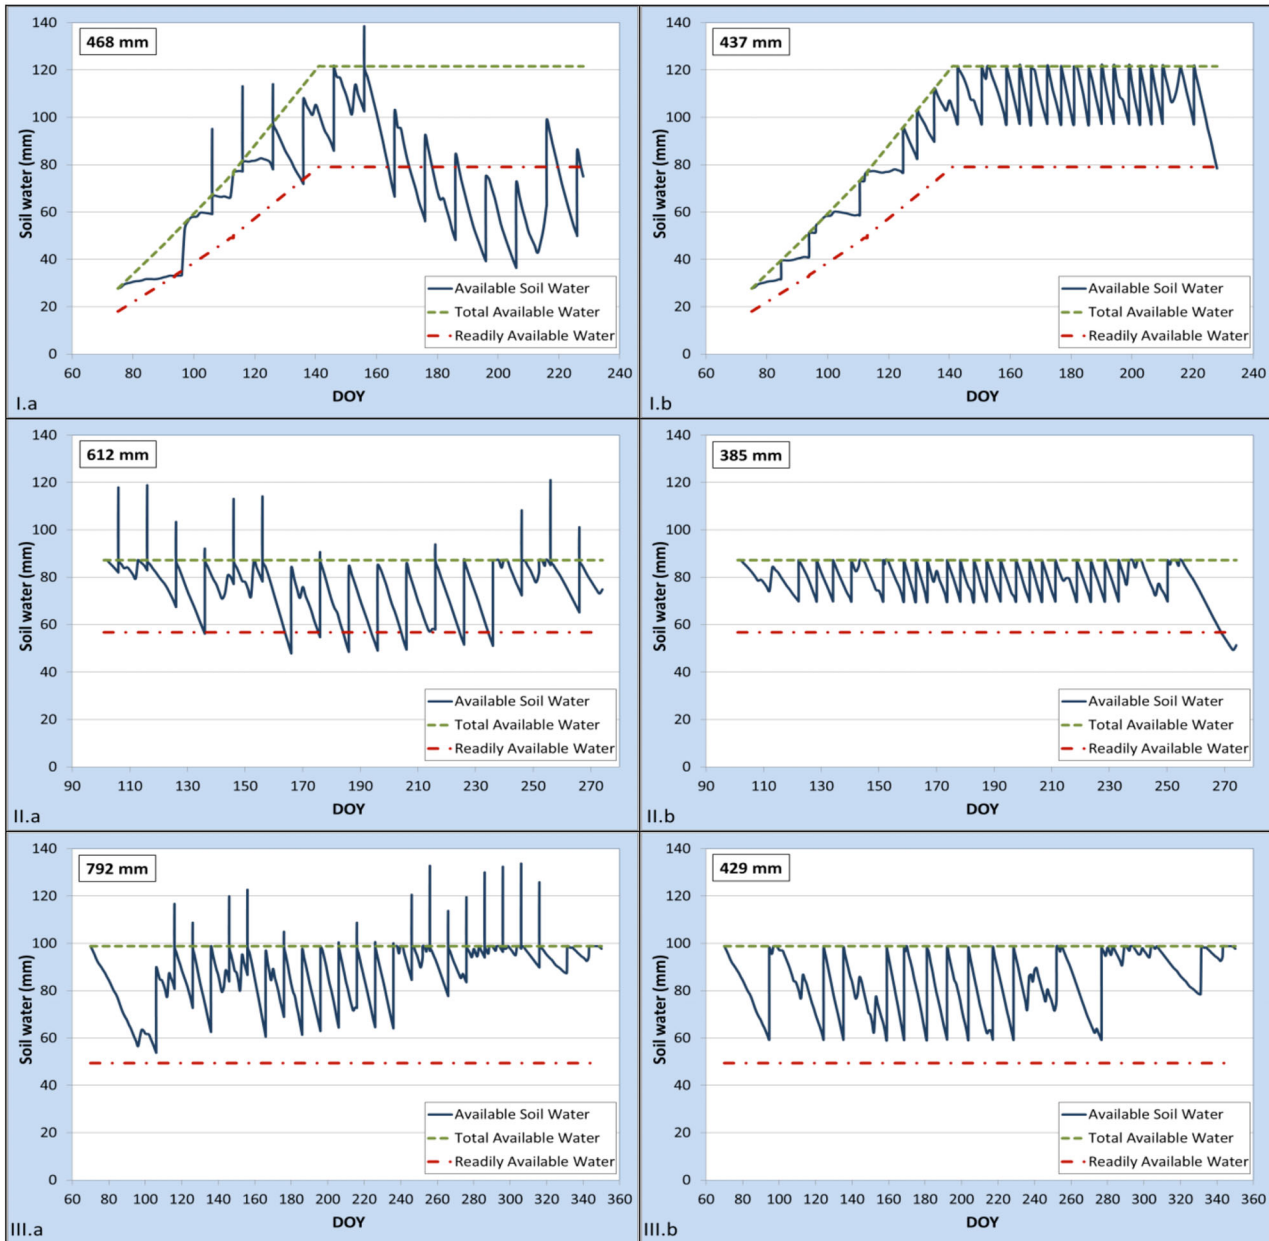 468 mm
Soil water (mm)
140
120
100
80
60
40
20
0
Available Soil Water
Total Available Water
Readily Available Water
60 80 100 120 140 160 180 200 220 240
DOY
I.a
437 mm
Soil water (mm)
140
120
100
80
60
40
20
0
Available Soil Water
Total Available Water
Readily Available Water
60 80 100 120 140 160 180 200 220 240
DOY
I.b
612 mm
Soil water (mm)
140
120
100
80
60
40
20
0
Available Soil Water
Total Available Water
Readily Available Water
90 110 130 150 170 190 210 230 250 270
DOY
II.a
385 mm
Soil water (mm)
140
120
100
80
60
40
20
0
Available Soil Water
Total Available Water
Readily Available Water
90 110 130 150 170 190 210 230 250 270
DOY
II.b
792 mm
Soil water (mm)
140
120
100
80
60
40
20
0
Available Soil Water
Total Available Water
Readily Available Water
60 80 100 120 140 160 180 200 220 240 260 280 300 320 340 360
DOY
III.a
429 mm
Soil water (mm)
140
120
100
80
60
40
20
0
Available Soil Water
Total Available Water
Readily Available Water
60 80 100 120 140 160 180 200 220 240 260 280 300 320 340 360
DOY
III.b